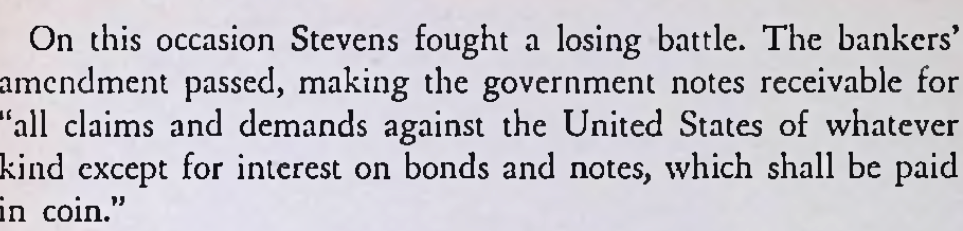 On this occasion Stevens fought a losing battle. The bankers’
amendment passed, making the government notes receivable for
“all claims and demands against the United States of whatever
kind except for interest on bonds and notes, which shall be paid
in coin.”